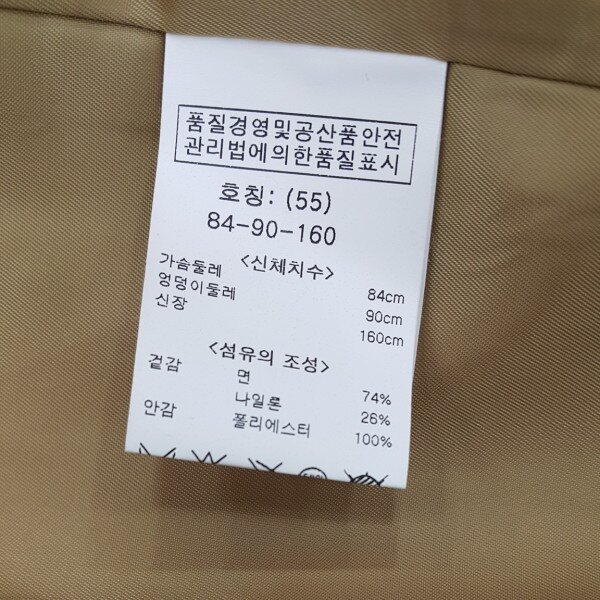 품질경영및공산품안전
관리법에의한품질표시
호칭: (55)
84-90-160
<신체치수>
가슴둘레 84cm
엉덩이둘레 90cm
신장 160cm
<섬유의 조성>
겉감 면 74%
나일론 26%
안감 폴리에스터 100%